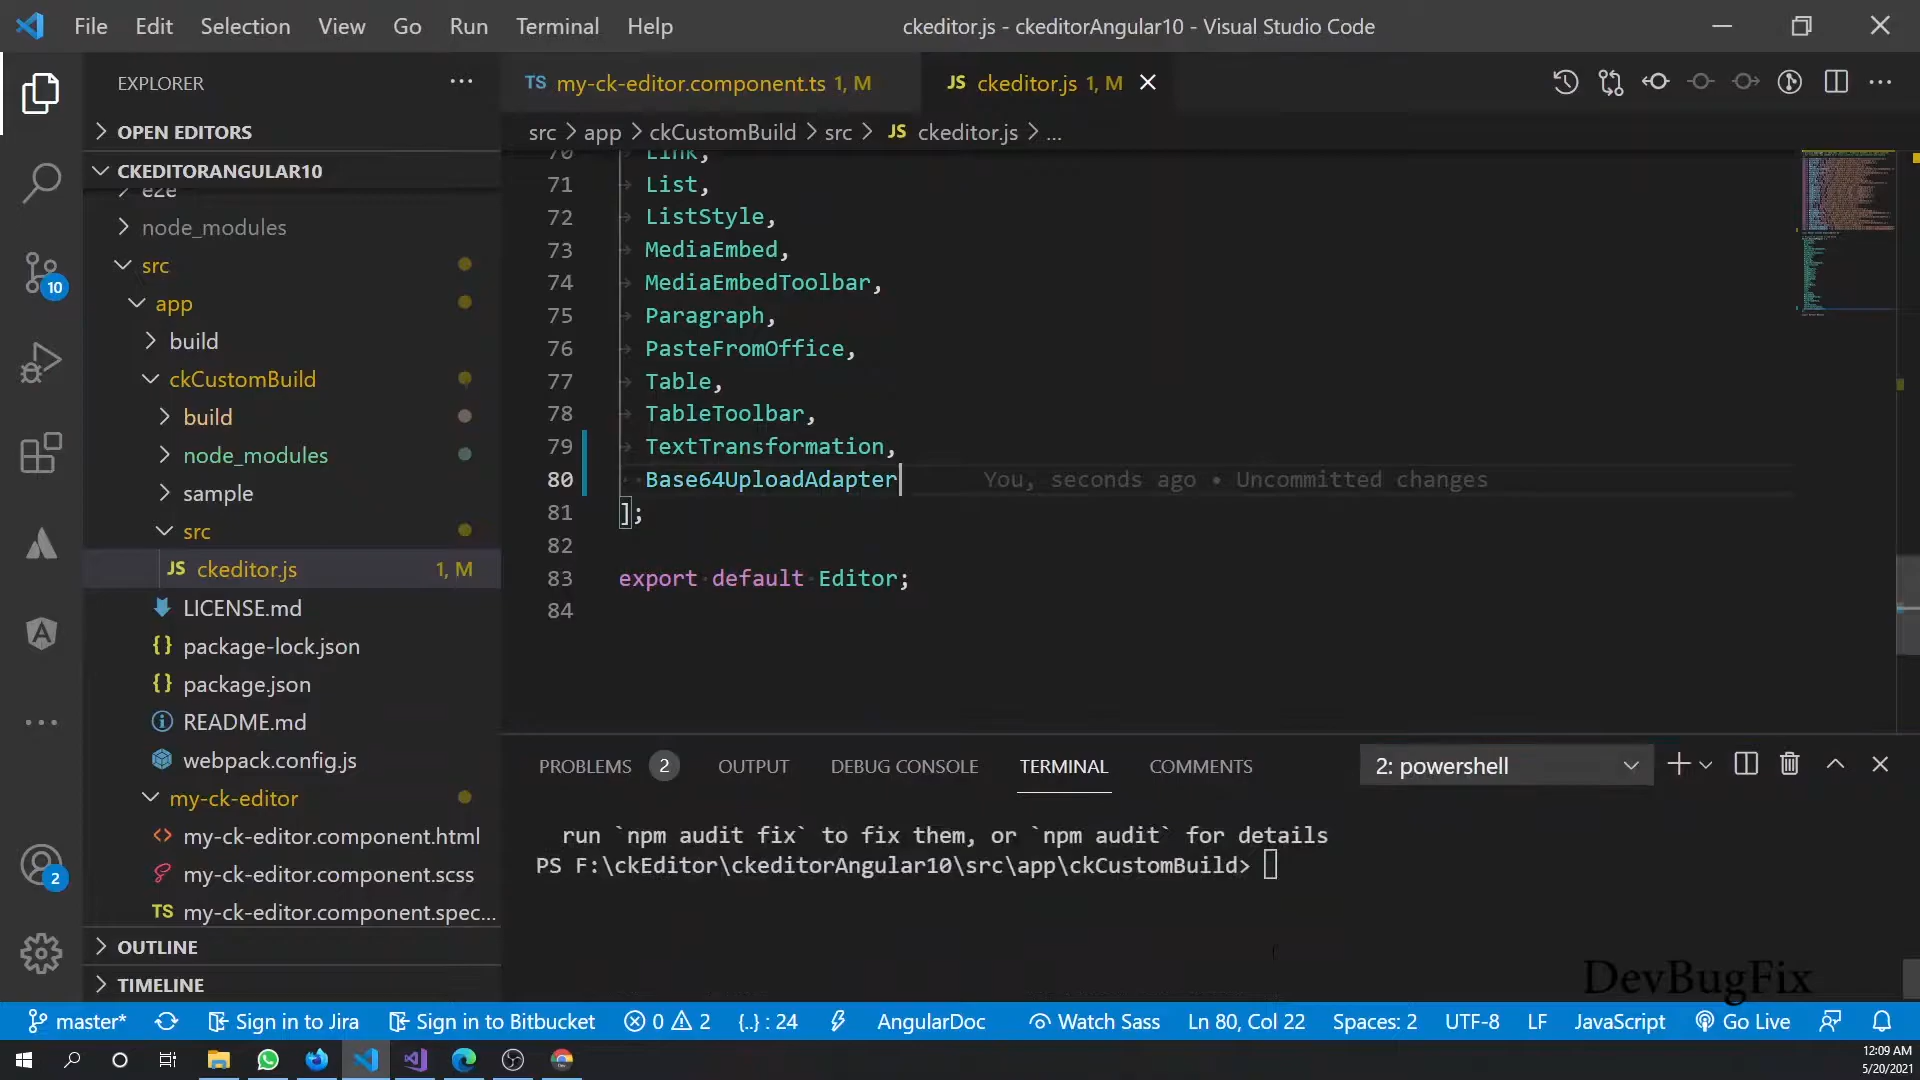 File Edit Selection View Go Run Terminal Help
ckeditor.js - ckeditorAngular10 - Visual Studio Code
EXPLORER
OPEN EDITORS
CKEDITORANGULAR10
e2e
node_modules
src
app
build
ckCustomBuild
build
node_modules
sample
src
JS ckeditor.js 1, M
LICENSE.md
package-lock.json
package.json
README.md
webpack.config.js
my-ck-editor
my-ck-editor.component.html
my-ck-editor.component.scss
TS my-ck-editor.component.spec...
OUTLINE
TIMELINE
10
2
TS my-ck-editor.component.ts 1, M
JS ckeditor.js 1, M
src > app > ckCustomBuild > src > JS ckeditor.js > ...
70 Link,
71 List,
72 ListStyle,
73 MediaEmbed,
74 MediaEmbedToolbar,
75 Paragraph,
76 PasteFromOffice,
77 Table,
78 TableToolbar,
79 TextTransformation,
80 Base64UploadAdapter You, seconds ago • Uncommitted changes
81 ];
82
83 export default Editor;
84
PROBLEMS 2 OUTPUT DEBUG CONSOLE TERMINAL COMMENTS 2: powershell
run `npm audit fix` to fix them, or `npm audit` for details
PS F:\ckEditor\ckeditorAngular10\src\app\ckCustomBuild>
DevBugFix
master* Sign in to Jira Sign in to Bitbucket 0 2 {..} : 24 AngularDoc Watch Sass Ln 80, Col 22 Spaces: 2 UTF-8 LF JavaScript Go Live
12:09 AM
5/20/2021